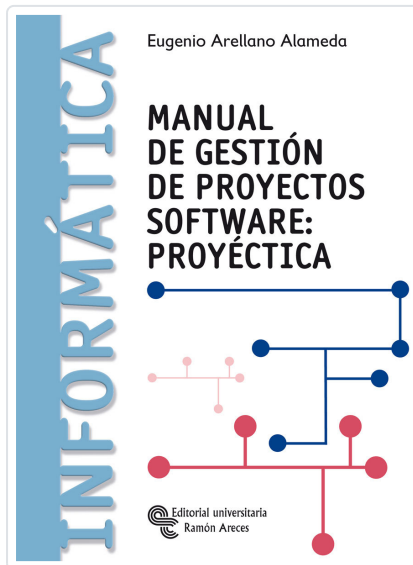 Eugenio Arellano Alameda
MANUAL
DE GESTIÓN
DE PROYECTOS
SOFTWARE:
PROYÉCTICA
INFORMÁTICA
Editorial universitaria
Ramón Areces